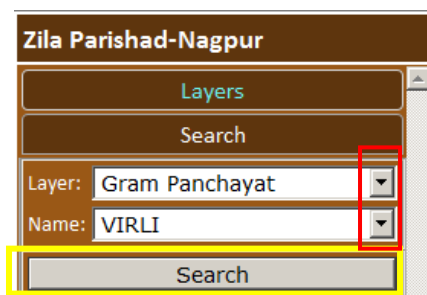 Zila Parishad-Nagpur
Layers
Search
Layer: Gram Panchayat
Name: VIRLI
Search